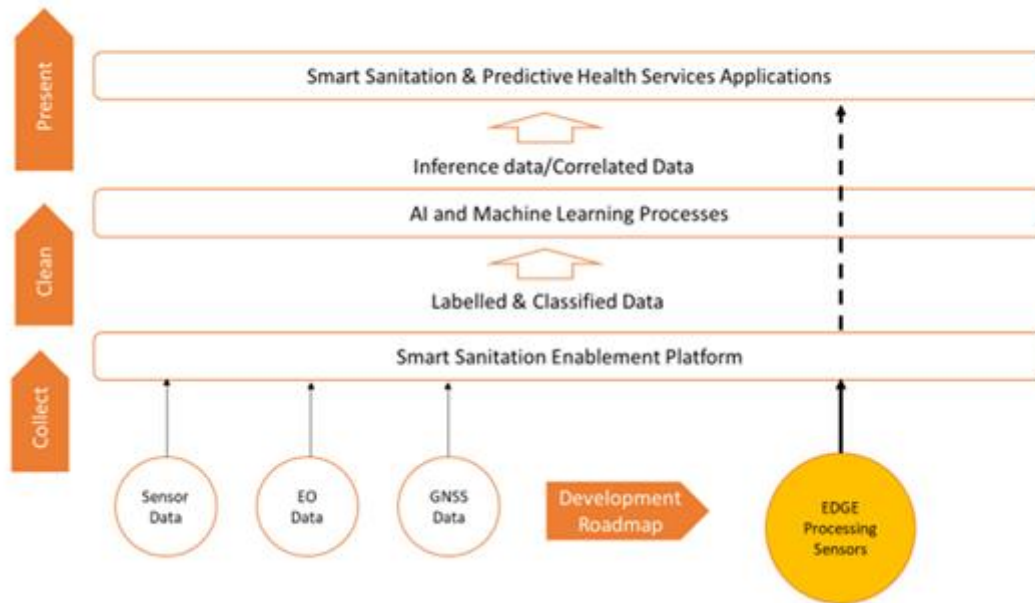 Present
Smart Sanitation & Predictive Health Services Applications
Inference data/Correlated Data
AI and Machine Learning Processes
Clean
Labelled & Classified Data
Smart Sanitation Enablement Platform
Collect
Sensor
Data
EO
Data
GNSS
Data
Development
Roadmap
EDGE
Processing
Sensors